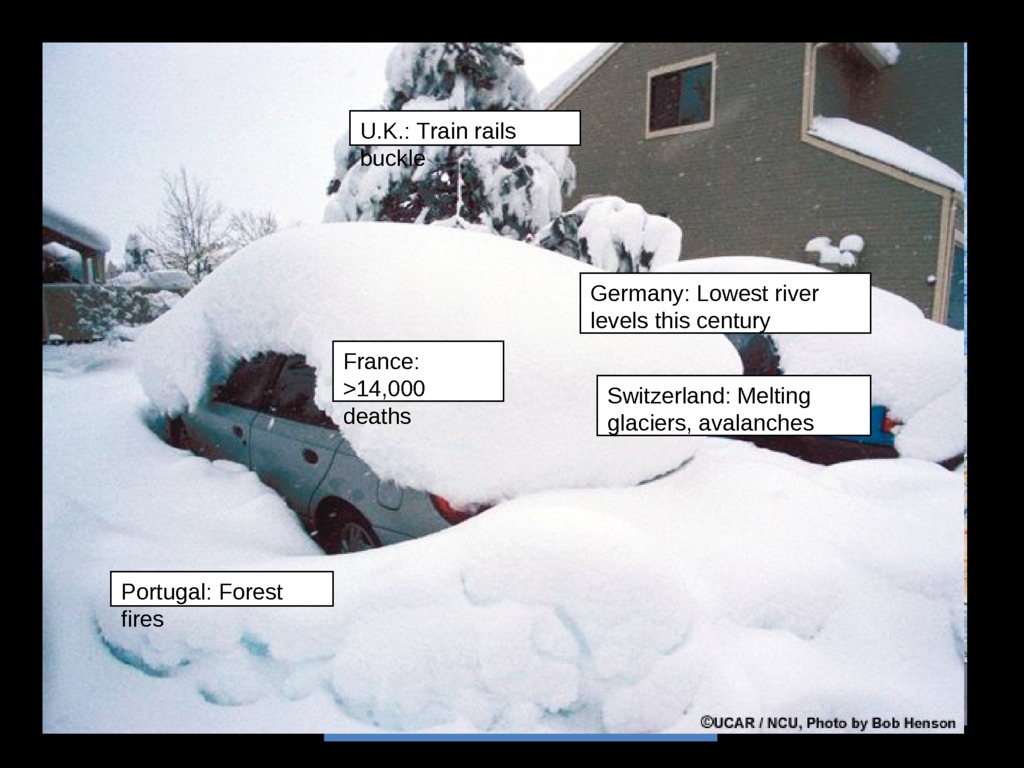 U.K.: Train rails
buckle
Germany: Lowest river
levels this century
France:
>14,000
deaths
Switzerland: Melting
glaciers, avalanches
Portugal: Forest
fires
©UCAR / NCU, Photo by Bob Henson